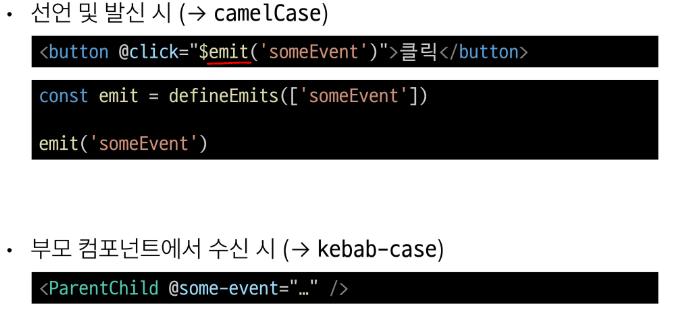 • 선언 및 발신 시 (→ camelCase)
<button @click="$emit('someEvent')">클릭</button>
const emit = defineEmits(['someEvent'])
emit('someEvent')
• 부모 컴포넌트에서 수신 시 (→ kebab-case)
<ParentChild @some-event="…" />